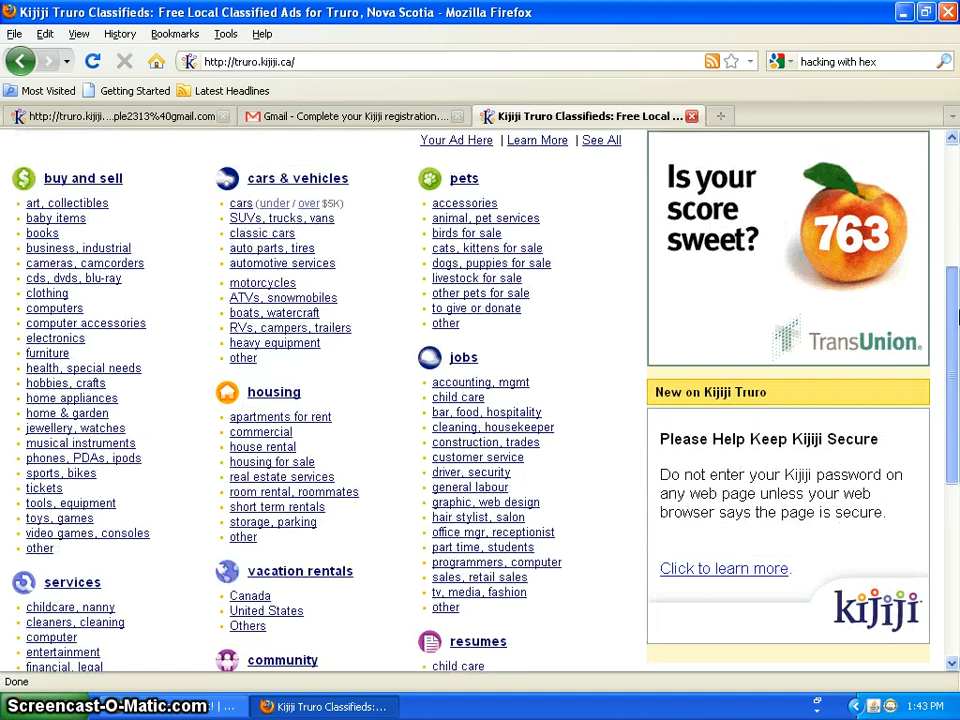 Kijiji Truro Classifieds: Free Local Classified Ads for Truro, Nova Scotia - Mozilla Firefox
File Edit View History Bookmarks Tools Help
http://truro.kijiji.ca/
hacking with hex
Most Visited Getting Started Latest Headlines
http://truro.kijiji....ple2313%40gmail.com
Gmail - Complete your Kijiji registration....
Kijiji Truro Classifieds: Free Local ...
Your Ad Here | Learn More | See All
buy and sell
art, collectibles
baby items
books
business, industrial
cameras, camcorders
cds, dvds, blu-ray
clothing
computers
computer accessories
electronics
furniture
health, special needs
hobbies, crafts
home appliances
home & garden
jewellery, watches
musical instruments
phones, PDAs, ipods
sports, bikes
tickets
tools, equipment
toys, games
video games, consoles
other
services
childcare, nanny
cleaners, cleaning
computer
entertainment
financial, legal
cars & vehicles
cars (under / over $5K)
SUVs, trucks, vans
classic cars
auto parts, tires
automotive services
motorcycles
ATVs, snowmobiles
boats, watercraft
RVs, campers, trailers
heavy equipment
other
housing
apartments for rent
commercial
house rental
housing for sale
real estate services
room rental, roommates
short term rentals
storage, parking
other
vacation rentals
Canada
United States
Others
community
pets
accessories
animal, pet services
birds for sale
cats, kittens for sale
dogs, puppies for sale
livestock for sale
other pets for sale
to give or donate
other
jobs
accounting, mgmt
child care
bar, food, hospitality
cleaning, housekeeper
construction, trades
customer service
driver, security
general labour
graphic, web design
hair stylist, salon
office mgr, receptionist
part time, students
programmers, computer
sales, retail sales
tv, media, fashion
other
resumes
child care
Is your
score
sweet?
763
TransUnion.
New on Kijiji Truro
Please Help Keep Kijiji Secure
Do not enter your Kijiji password on
any web page unless your web
browser says the page is secure.
Click to learn more.
kijiji
Done
Screencast-O-Matic.com
! | ...
Kijiji Truro Classifieds:...
1:43 PM